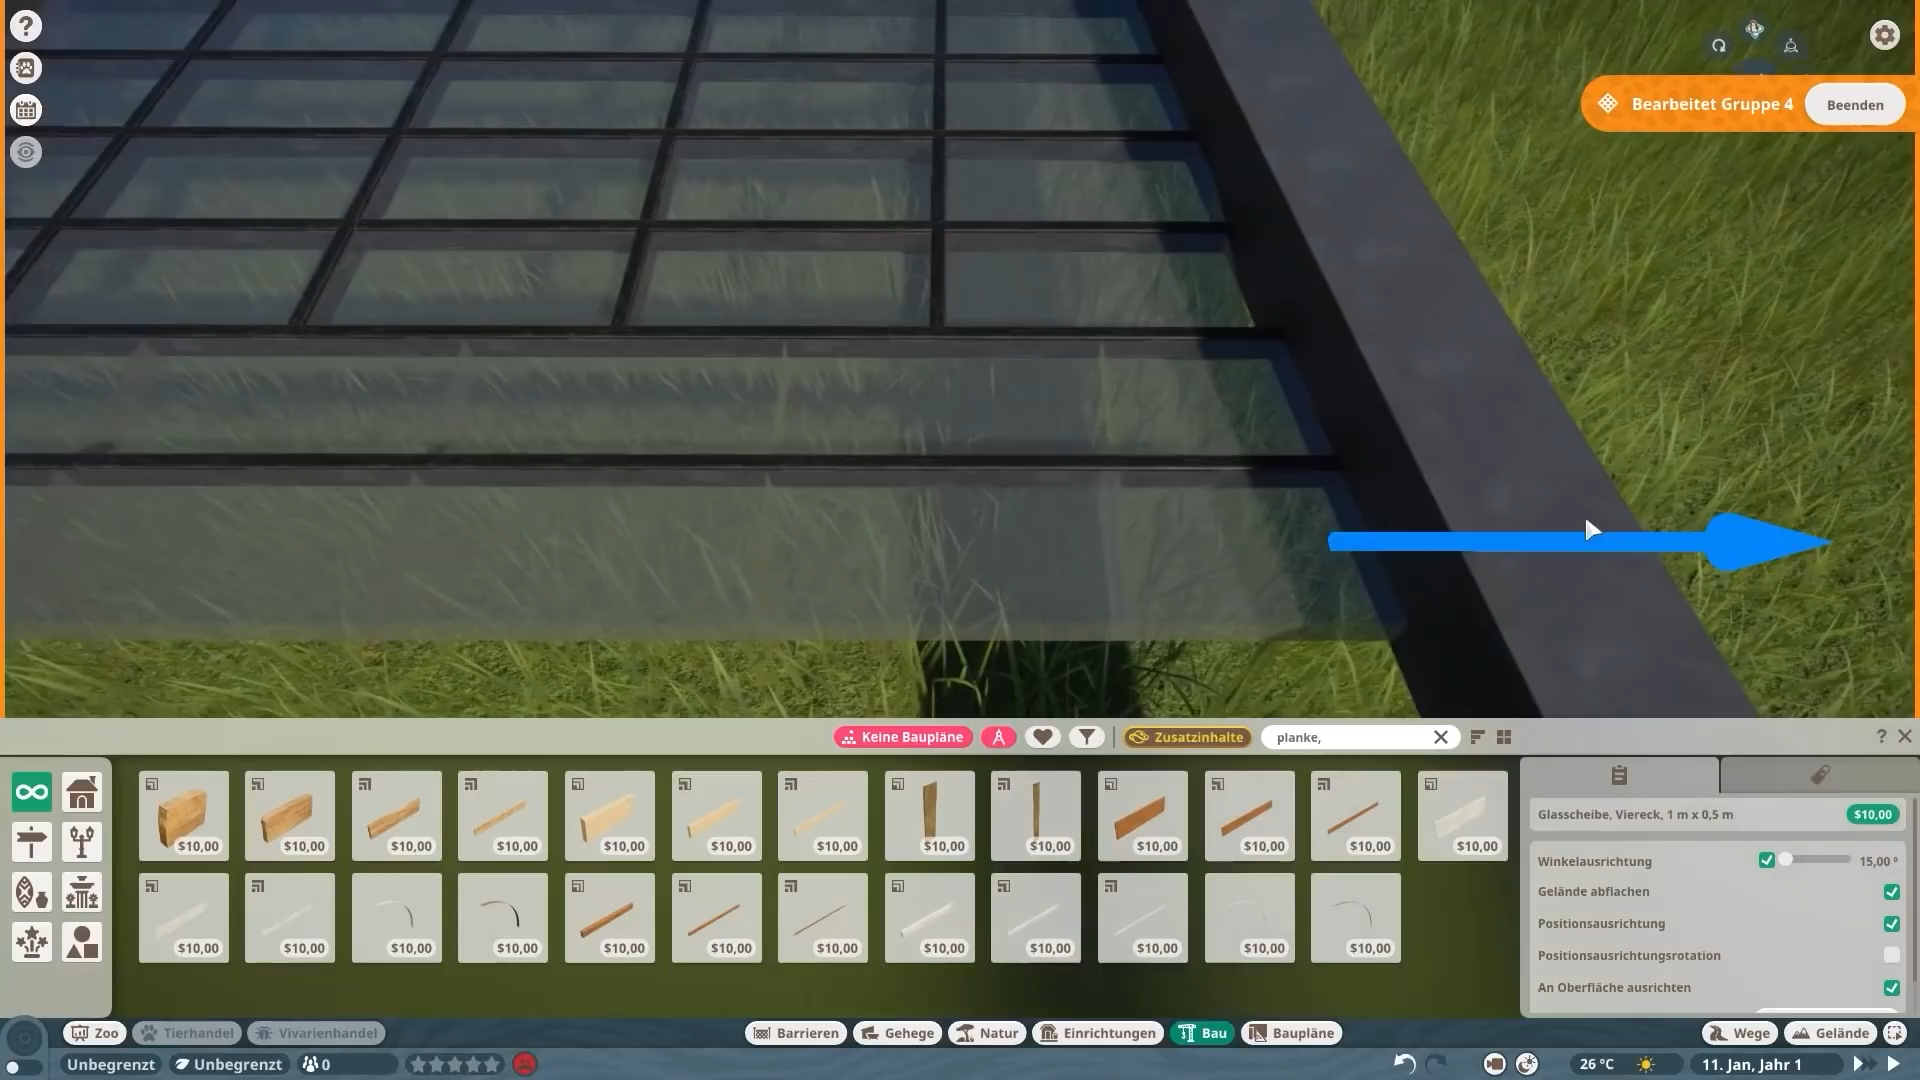 ?
Bearbeitet Gruppe 4
Beenden
Keine Baupläne
Zusatzinhalte
planke,
?
$10,00 $10,00 $10,00 $10,00 $10,00 $10,00 $10,00 $10,00 $10,00 $10,00 $10,00 $10,00 $10,00
$10,00 $10,00 $10,00 $10,00 $10,00 $10,00 $10,00 $10,00 $10,00 $10,00 $10,00 $10,00
Glasscheibe, Viereck, 1 m x 0,5 m $10,00
Winkelausrichtung 15,00 °
Gelände abflachen
Positionsausrichtung
Positionsausrichtungsrotation
An Oberfläche ausrichten
Zoo Tierhandel Vivarienhandel Barrieren Gehege Natur Einrichtungen Bau Baupläne Wege Gelände
Unbegrenzt Unbegrenzt 0 26 °C 11. Jan, Jahr 1